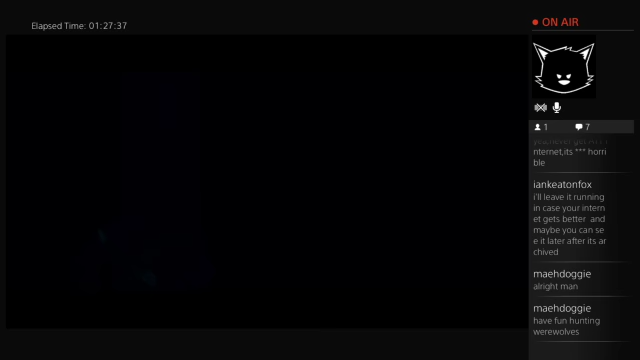 Elapsed Time: 01:27:37
ON AIR
1
7
nternet,its *** horri
ble
iankeatonfox
i'll leave it running
in case your intern
et gets better and
maybe you can se
e it later after its ar
chived
maehdoggie
alright man
maehdoggie
have fun hunting
werewolves